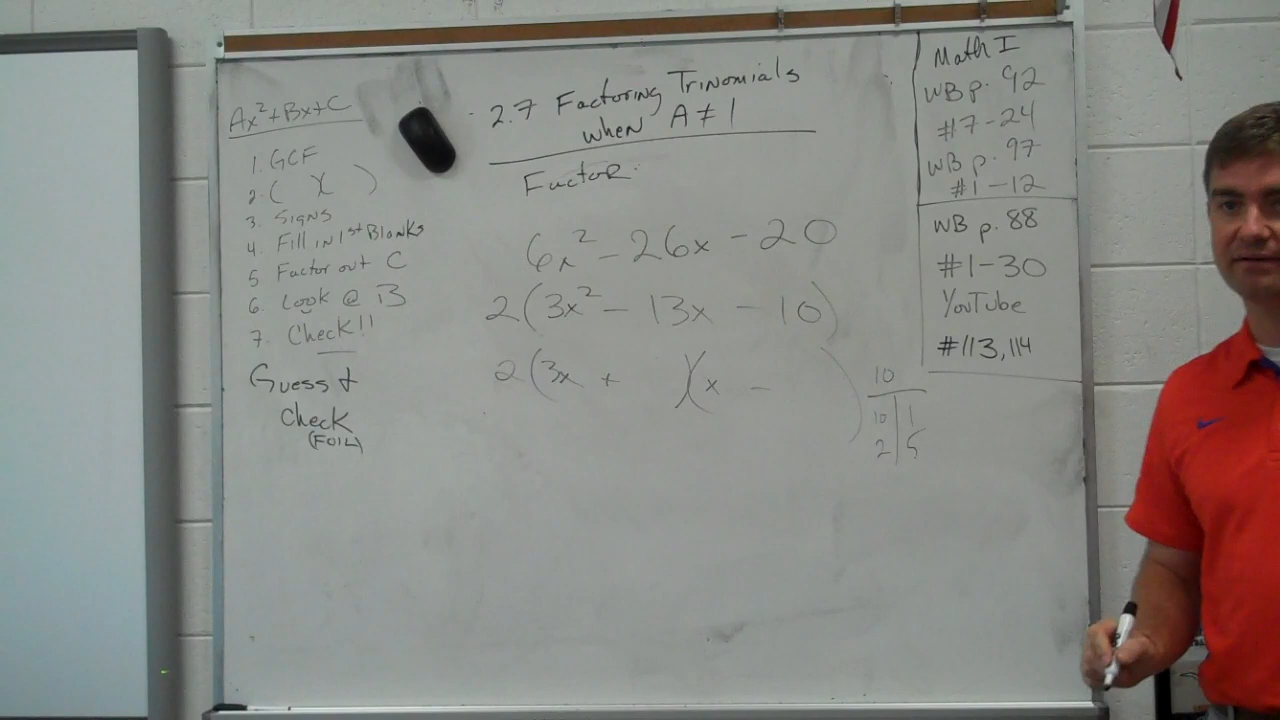 Ax²+Bx+C
1. GCF
2. (    )(    )
3. Signs
4. Fill in 1st Blanks
5 Factor out C
6. Look @ B
7. Check!!
Guess &
Check
(FOIL)
2.7 Factoring Trinomials
when A ≠ 1
Factor:
6x² - 26x - 20
2(3x² - 13x - 10)
2(3x +    )(x -    )
10
10 | 1
2 | 5
Math I
WB p. 92
#7-24
WB p. 97
#1-12
WB p. 88
#1-30
YouTube
#113,114